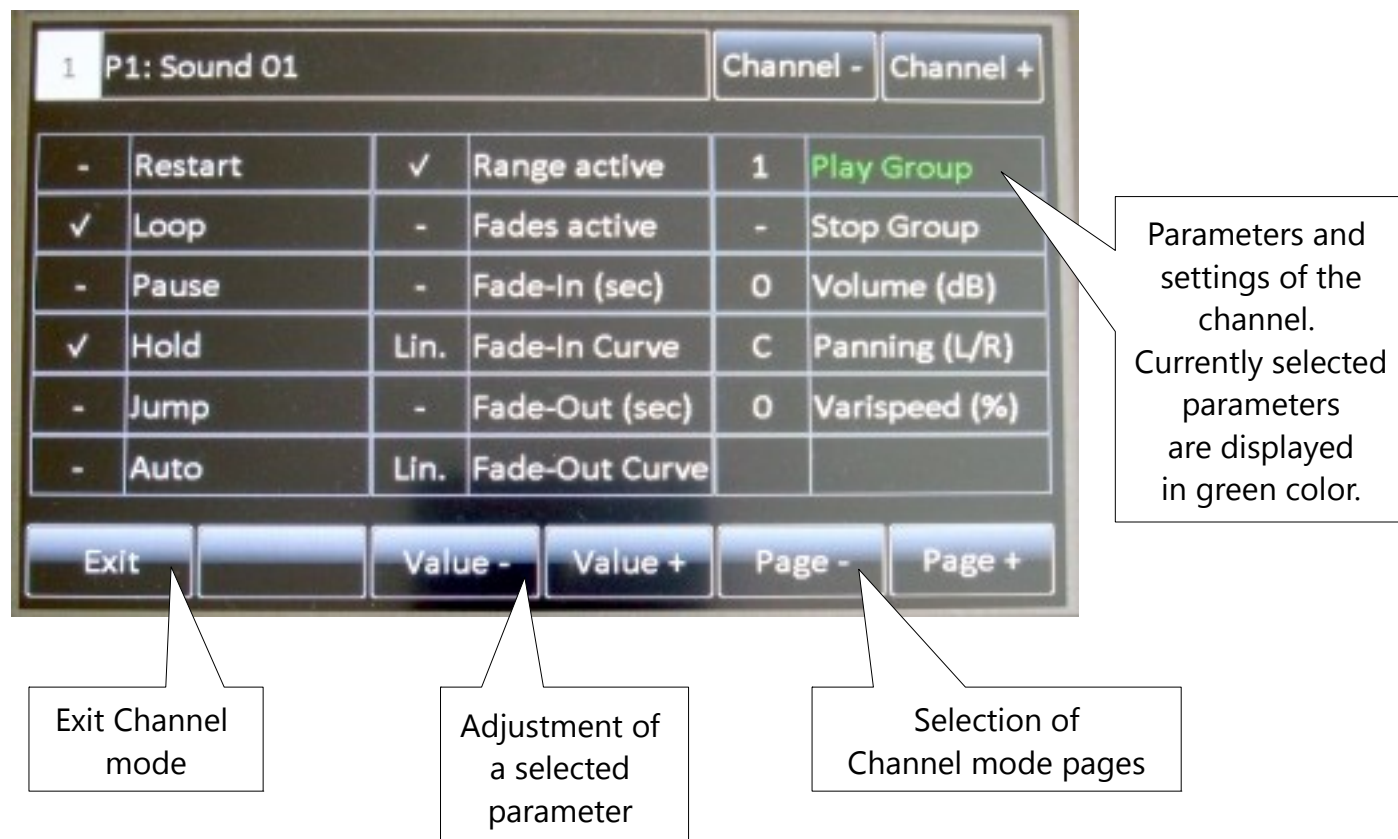 1 P1: Sound 01 Channel - Channel +
- Restart ✓ Range active 1 Play Group
✓ Loop - Fades active - Stop Group
- Pause - Fade-In (sec) 0 Volume (dB)
✓ Hold Lin. Fade-In Curve C Panning (L/R)
- Jump - Fade-Out (sec) 0 Varispeed (%)
- Auto Lin. Fade-Out Curve
Exit Value - Value + Page - Page +
Parameters and
settings of the
channel.
Currently selected
parameters
are displayed
in green color.
Exit Channel
mode
Adjustment of
a selected
parameter
Selection of
Channel mode pages